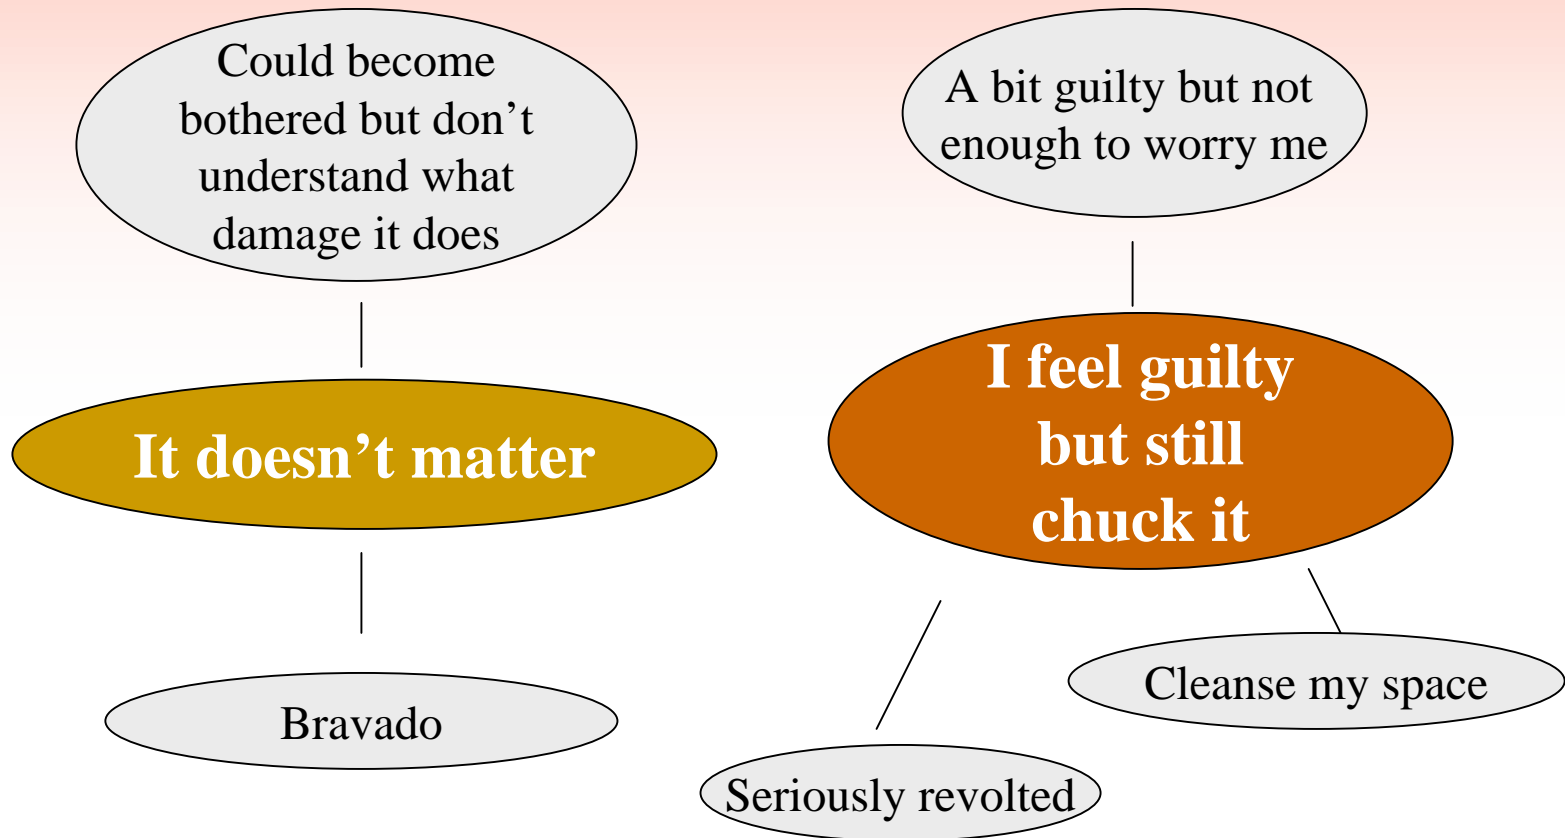 Could become
bothered but don’t
understand what
damage it does
A bit guilty but not
enough to worry me
It doesn’t matter
I feel guilty
but still
chuck it
Bravado
Cleanse my space
Seriously revolted